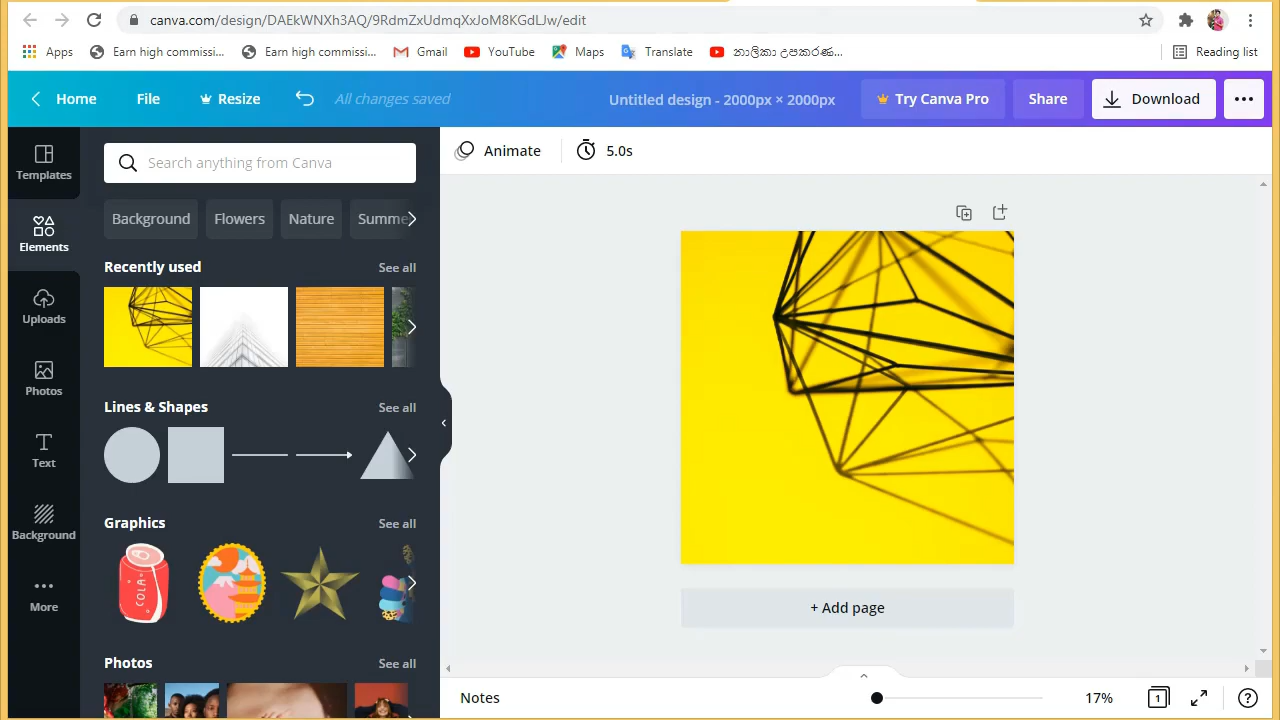 canva.com/design/DAEkWNXh3AQ/9RdmZxUdmqXxJoM8KGdLJw/edit
Apps Earn high commissi... Earn high commissi... Gmail YouTube Maps Translate නාලිකා උපකරණ... Reading list
Home File Resize All changes saved Untitled design - 2000px × 2000px Try Canva Pro Share Download
Templates
Elements
Uploads
Photos
Text
Background
More
Search anything from Canva
Background Flowers Nature Summe
Recently used See all
Lines & Shapes See all
Graphics See all
COLA
Photos See all
Animate 5.0s
+ Add page
Notes 17% 1